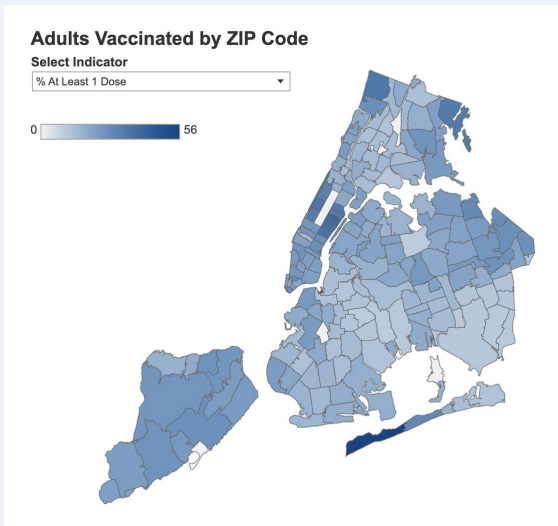 Adults Vaccinated by ZIP Code
Select Indicator
% At Least 1 Dose
0 56